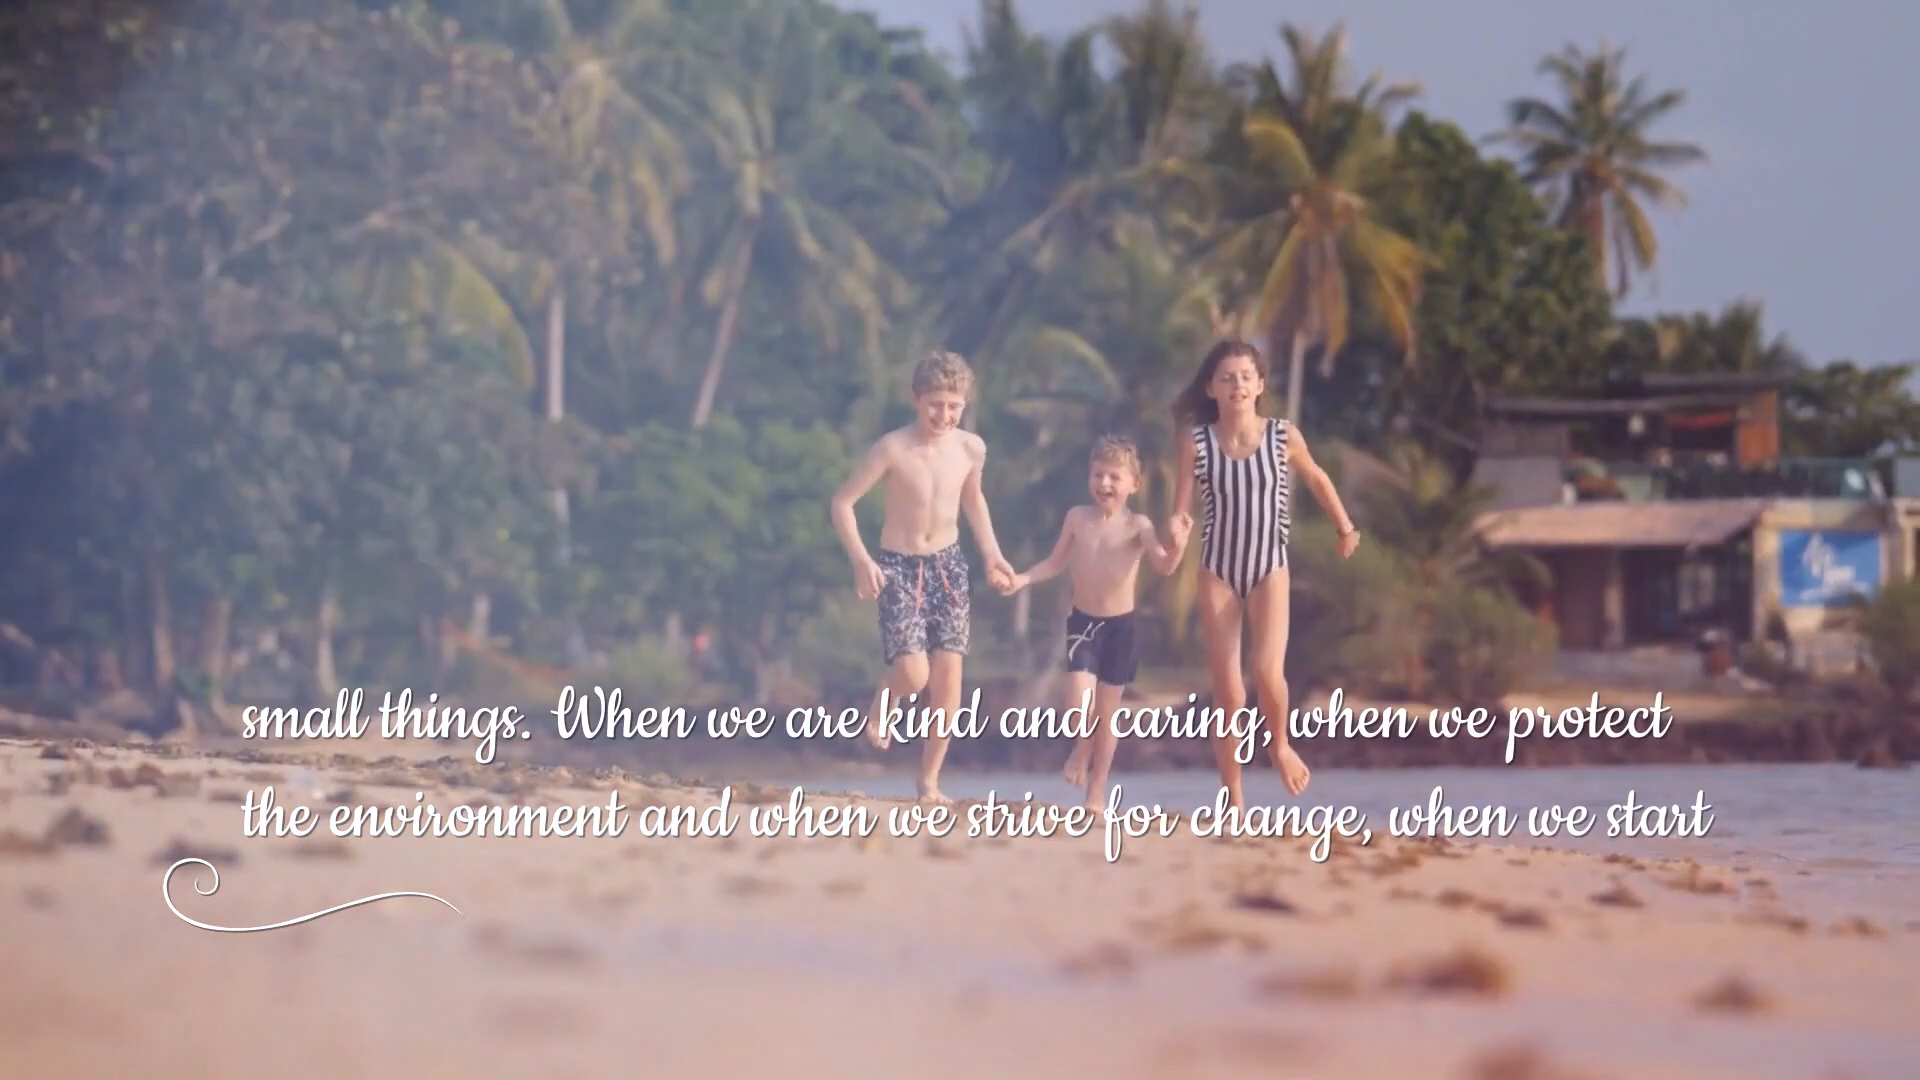 small things. When we are kind and caring, when we protect
the environment and when we strive for change, when we start